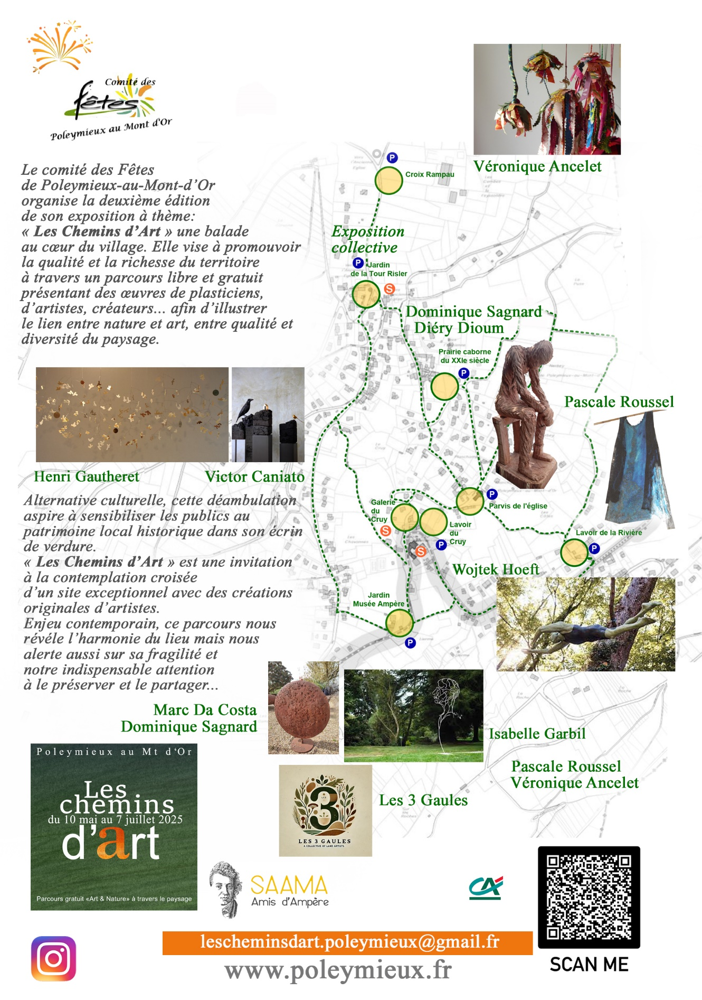 Comité des
fêtes
Poleymieux au Mont d'Or
Le comité des Fêtes
de Poleymieux-au-Mont-d'Or
organise la deuxième édition
de son exposition à thème:
« Les Chemins d'Art » une balade
au cœur du village. Elle vise à promouvoir
la qualité et la richesse du territoire
à travers un parcours libre et gratuit
présentant des œuvres de plasticiens,
d'artistes, créateurs... afin d'illustrer
le lien entre nature et art, entre qualité et
diversité du paysage.
Véronique Ancelet
P
Croix Rampau
Exposition
collective
P
Jardin
de la Tour Risler
S
Dominique Sagnard
Diéry Dioum
Prairie caborne
du XXIe siècle
P
Pascale Roussel
Henri Gautheret
Victor Caniato
Alternative culturelle, cette déambulation
aspire à sensibiliser les publics au
patrimoine local historique dans son écrin
de verdure.
« Les Chemins d'Art » est une invitation
à la contemplation croisée
d'un site exceptionnel avec des créations
originales d'artistes.
Enjeu contemporain, ce parcours nous
révéle l'harmonie du lieu mais nous
alerte aussi sur sa fragilité et
notre indispensable attention
à le préserver et le partager...
P
Parvis de l'église
Galerie
du
Cruy
S
Lavoir
du
Cruy
P
S
Lavoir de la Rivière
P
Wojtek Hoeft
Jardin
Musée Ampère
P
Marc Da Costa
Dominique Sagnard
Isabelle Garbil
Pascale Roussel
Véronique Ancelet
Les 3 Gaules
LES
3
LES 3 GAULES
A COLLECTIVE OF LAND ARTISTS
Poleymieux au Mt d'Or
Les
chemins
du 10 mai au 7 juillet 2025
d'art
Parcours gratuit «Art & Nature» à travers le paysage
SAAMA
Amis d'Ampère
CA
SCAN ME
lescheminsdart.poleymieux@gmail.fr
www.poleymieux.fr